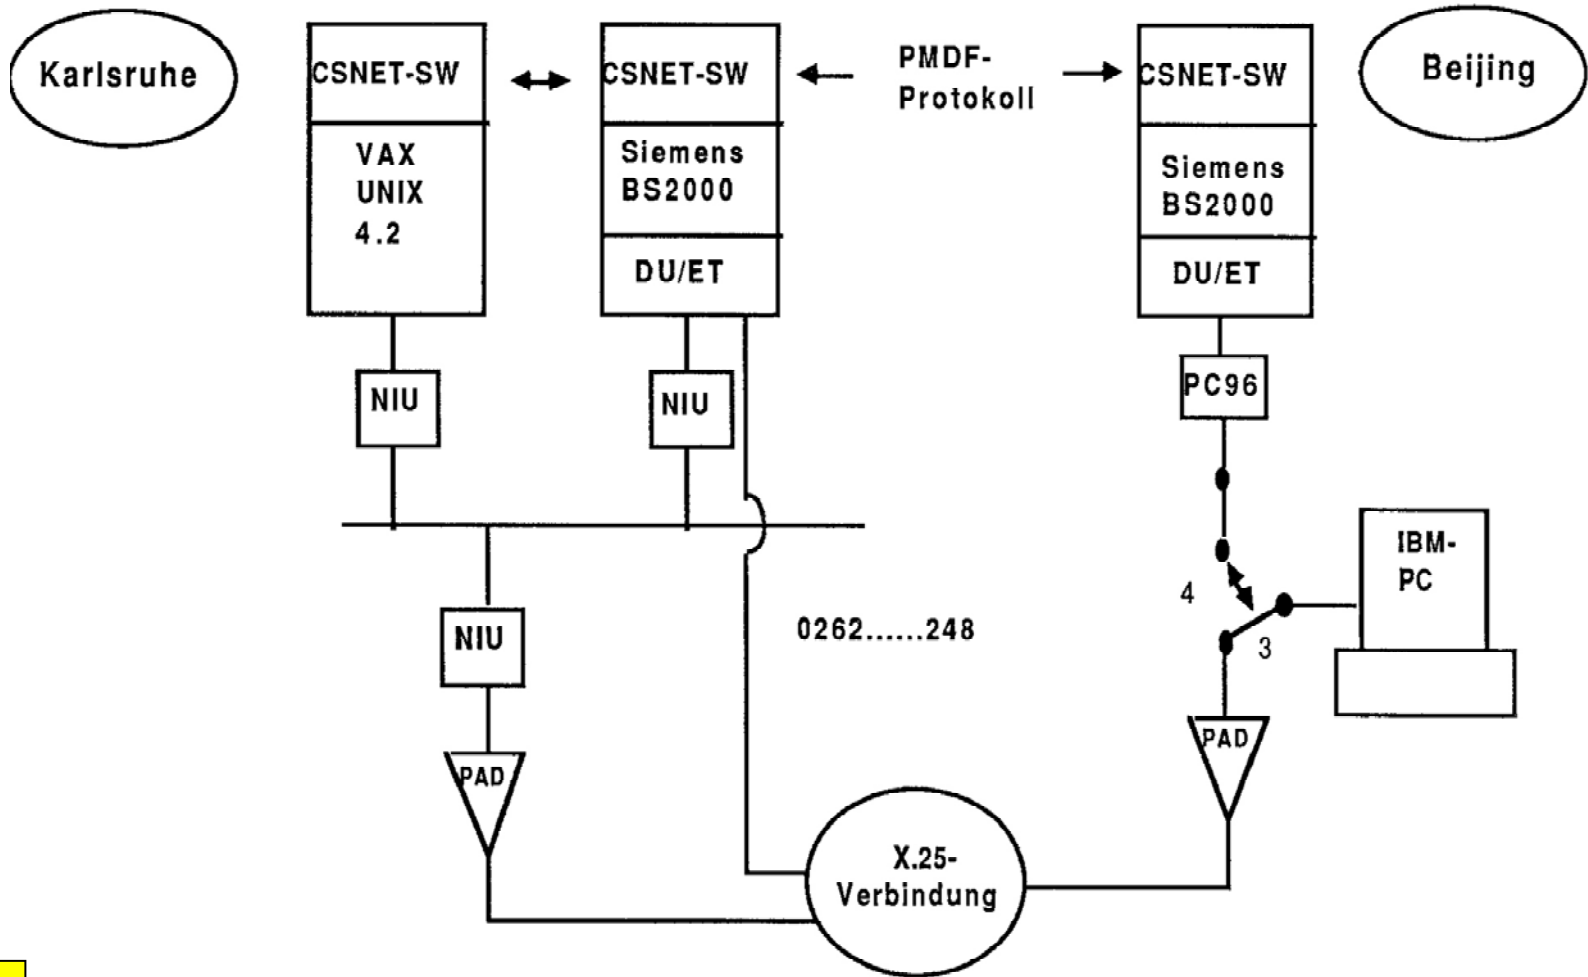 Karlsruhe
CSNET-SW
CSNET-SW
PMDF-
Protokoll
CSNET-SW
Beijing
VAX
UNIX
4.2
Siemens
BS2000
DU/ET
Siemens
BS2000
DU/ET
NIU
NIU
PC96
IBM-
PC
4
3
NIU
0262......248
PAD
PAD
X.25-
Verbindung